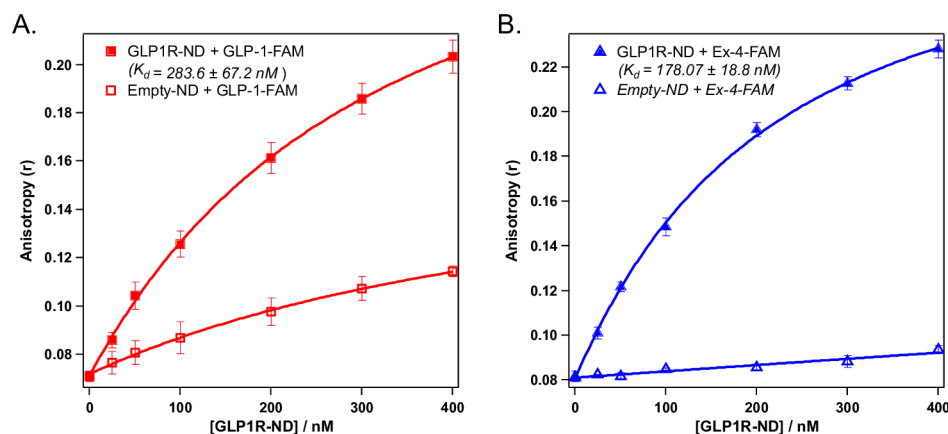 A.
GLP1R-ND + GLP-1-FAM
(Kd = 283.6 ± 67.2 nM )
Empty-ND + GLP-1-FAM
0.20
0.18
0.16
0.14
0.12
0.10
0.08
Anisotropy (r)
0
100
200
300
400
[GLP1R-ND] / nM
B.
GLP1R-ND + Ex-4-FAM
(Kd = 178.07 ± 18.8 nM)
Empty-ND + Ex-4-FAM
0.22
0.20
0.18
0.16
0.14
0.12
0.10
0.08
Anisotropy (r)
0
100
200
300
400
[GLP1R-ND] / nM